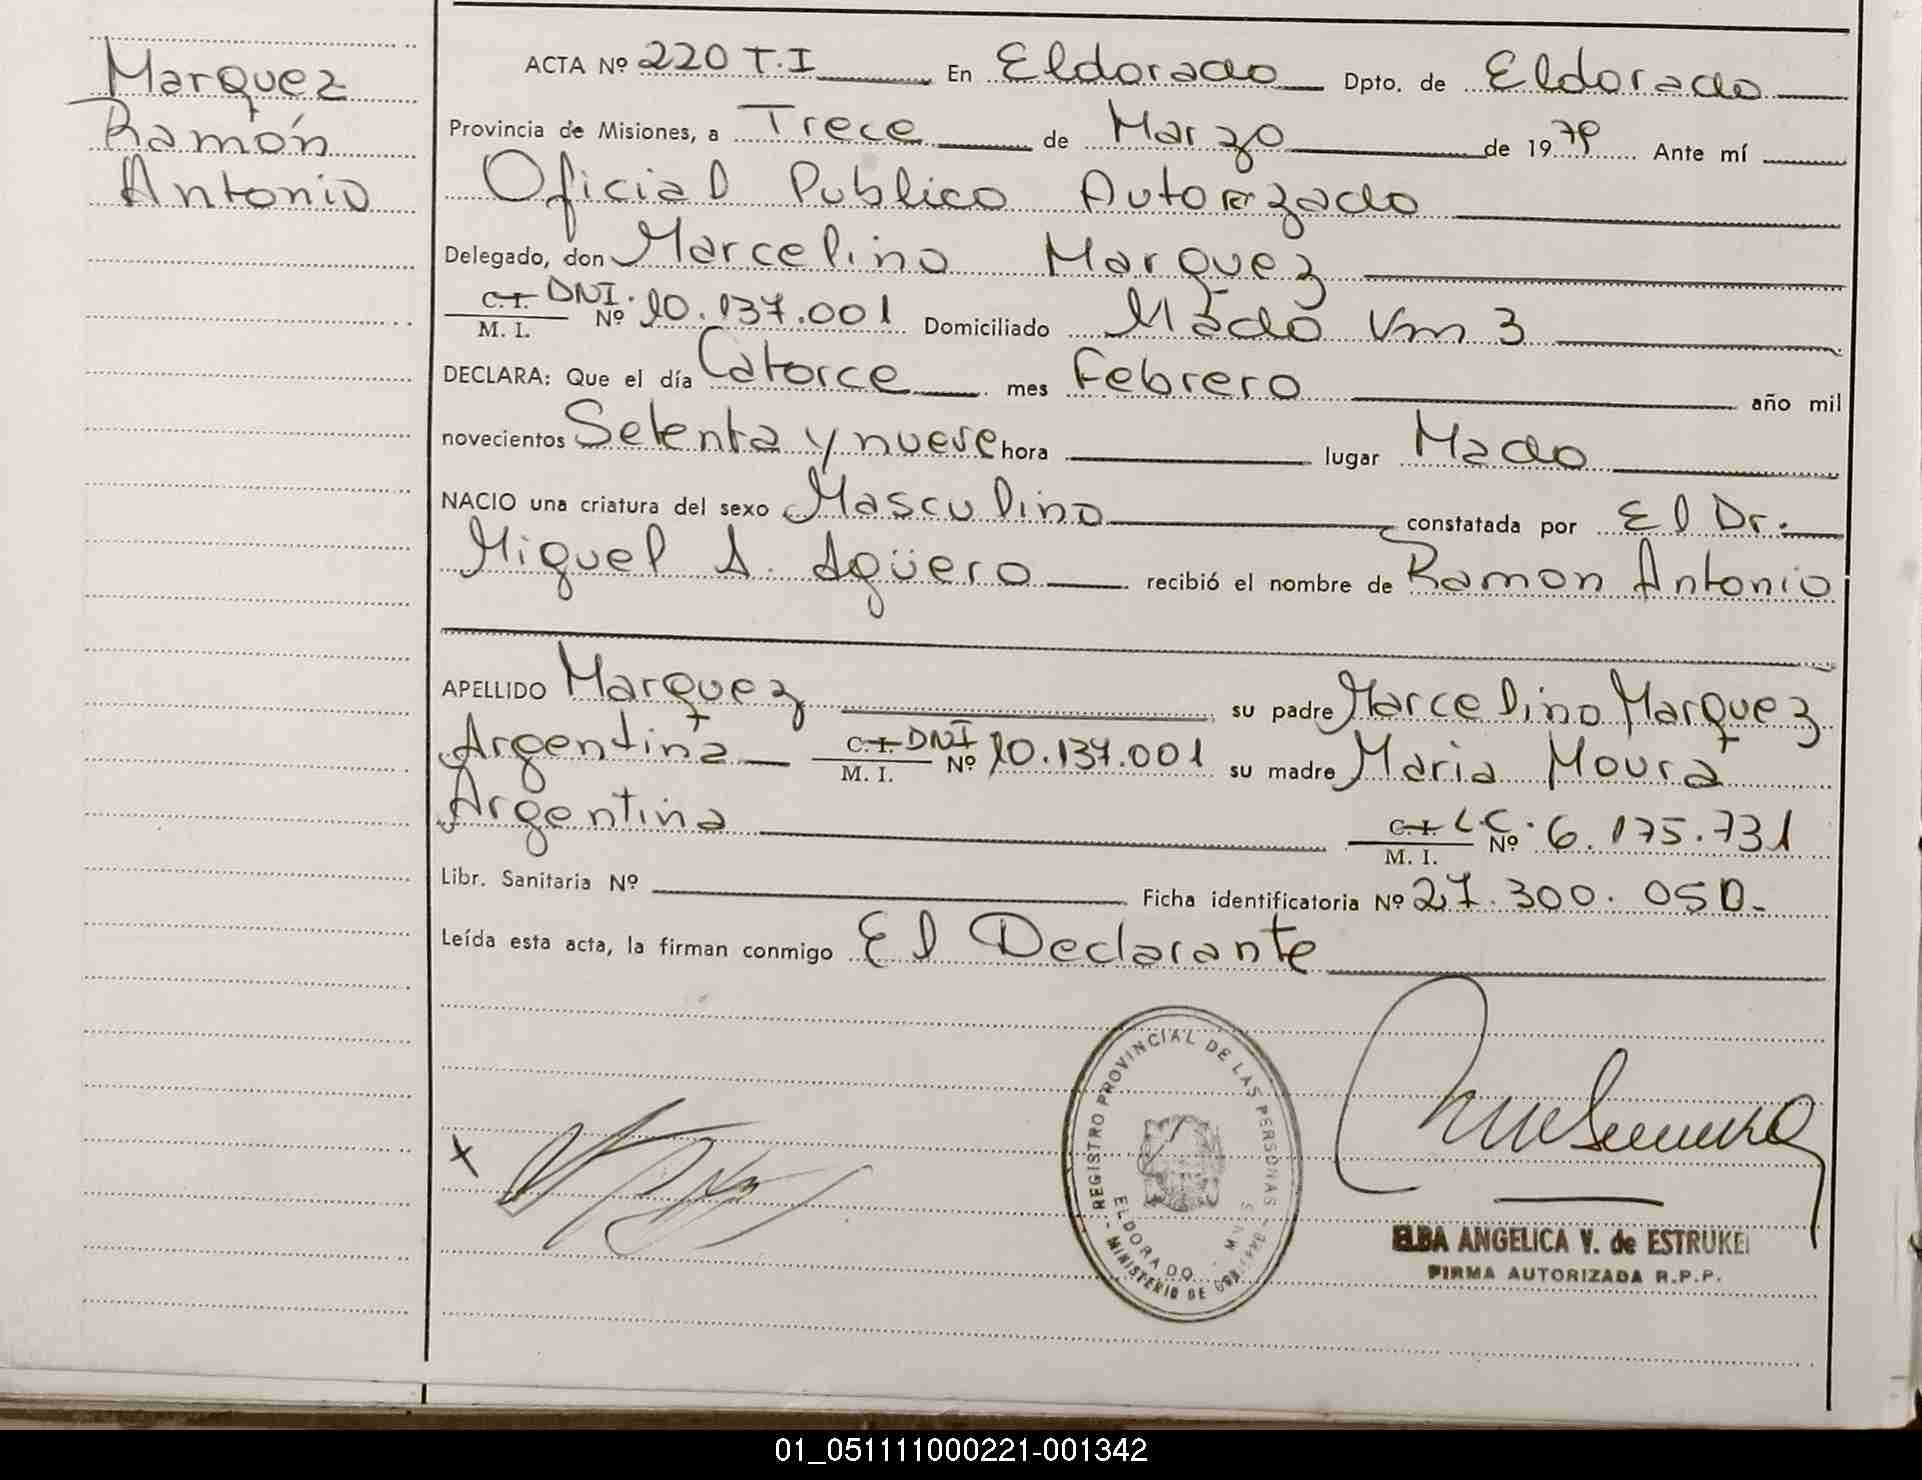 Marquez
Ramón
Antonio
ACTA Nº 220 T.I En Eldorado Dpto. de Eldorado
Provincia de Misiones, a Trece de Marzo de 1979 Ante mí
Oficial Publico Autorizado
Delegado, don Marcelino Marquez
C.I. DNI. M. I. Nº 10.137.001 Domiciliado Mado Km 3
DECLARA: Que el día Catorce mes Febrero año mil
novecientos Setenta y nueve hora lugar Mado
NACIO una criatura del sexo Masculino constatada por El Dr.
Miguel A. Agüero recibió el nombre de Ramon Antonio
APELLIDO Marquez su padre Marcelino Marquez
Argentina C.I. DNI M. I. Nº 10.137.001 su madre Maria Moura
Argentina C.I. L.C. M. I. Nº 6.175.731
Libr. Sanitaria Nº Ficha identificatoria Nº 27.300.050
Leída esta acta, la firman conmigo El Declarante
REGISTRO PROVINCIAL DE LAS PERSONAS
ELDORADO
MINISTERIO DE
ELBA ANGELICA V. de ESTRUKEL
FIRMA AUTORIZADA R.P.P.
01_051111000221-001342